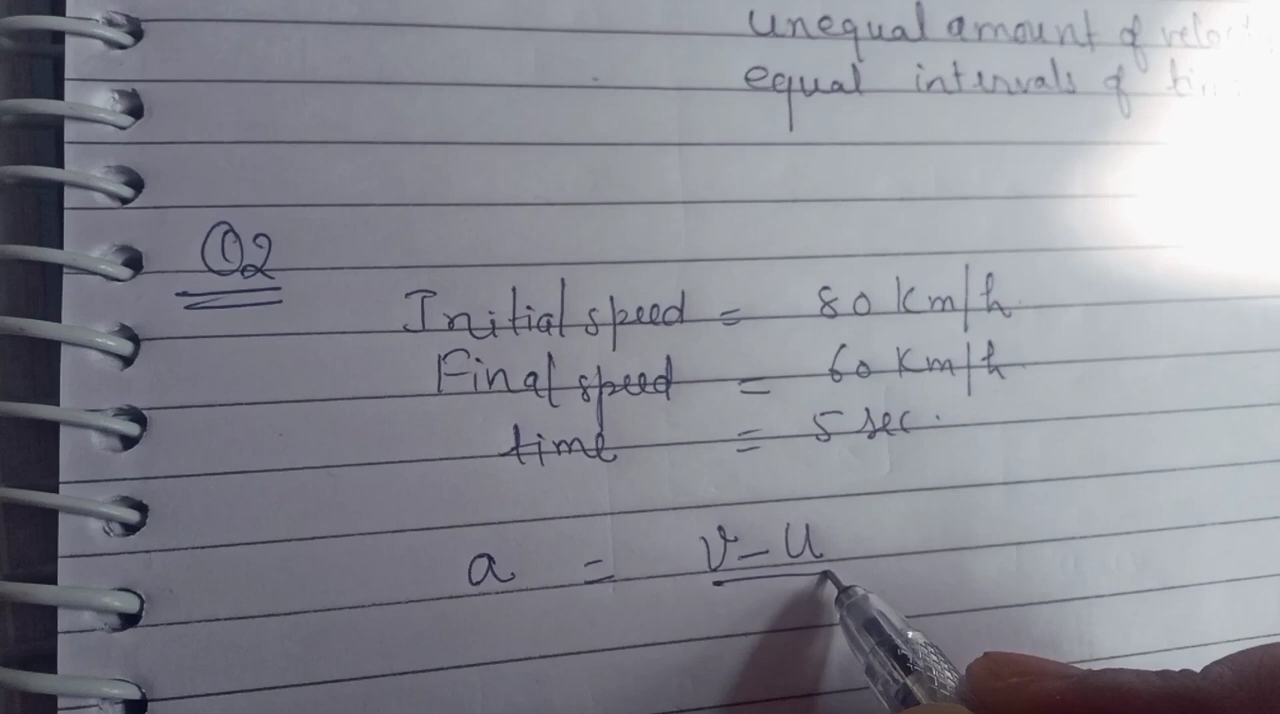 unequal amount of
equal intervals of
Q2
Initial speed = 80 Km/h
Final speed = 60 Km/h
time = 5 sec.
a = v-u